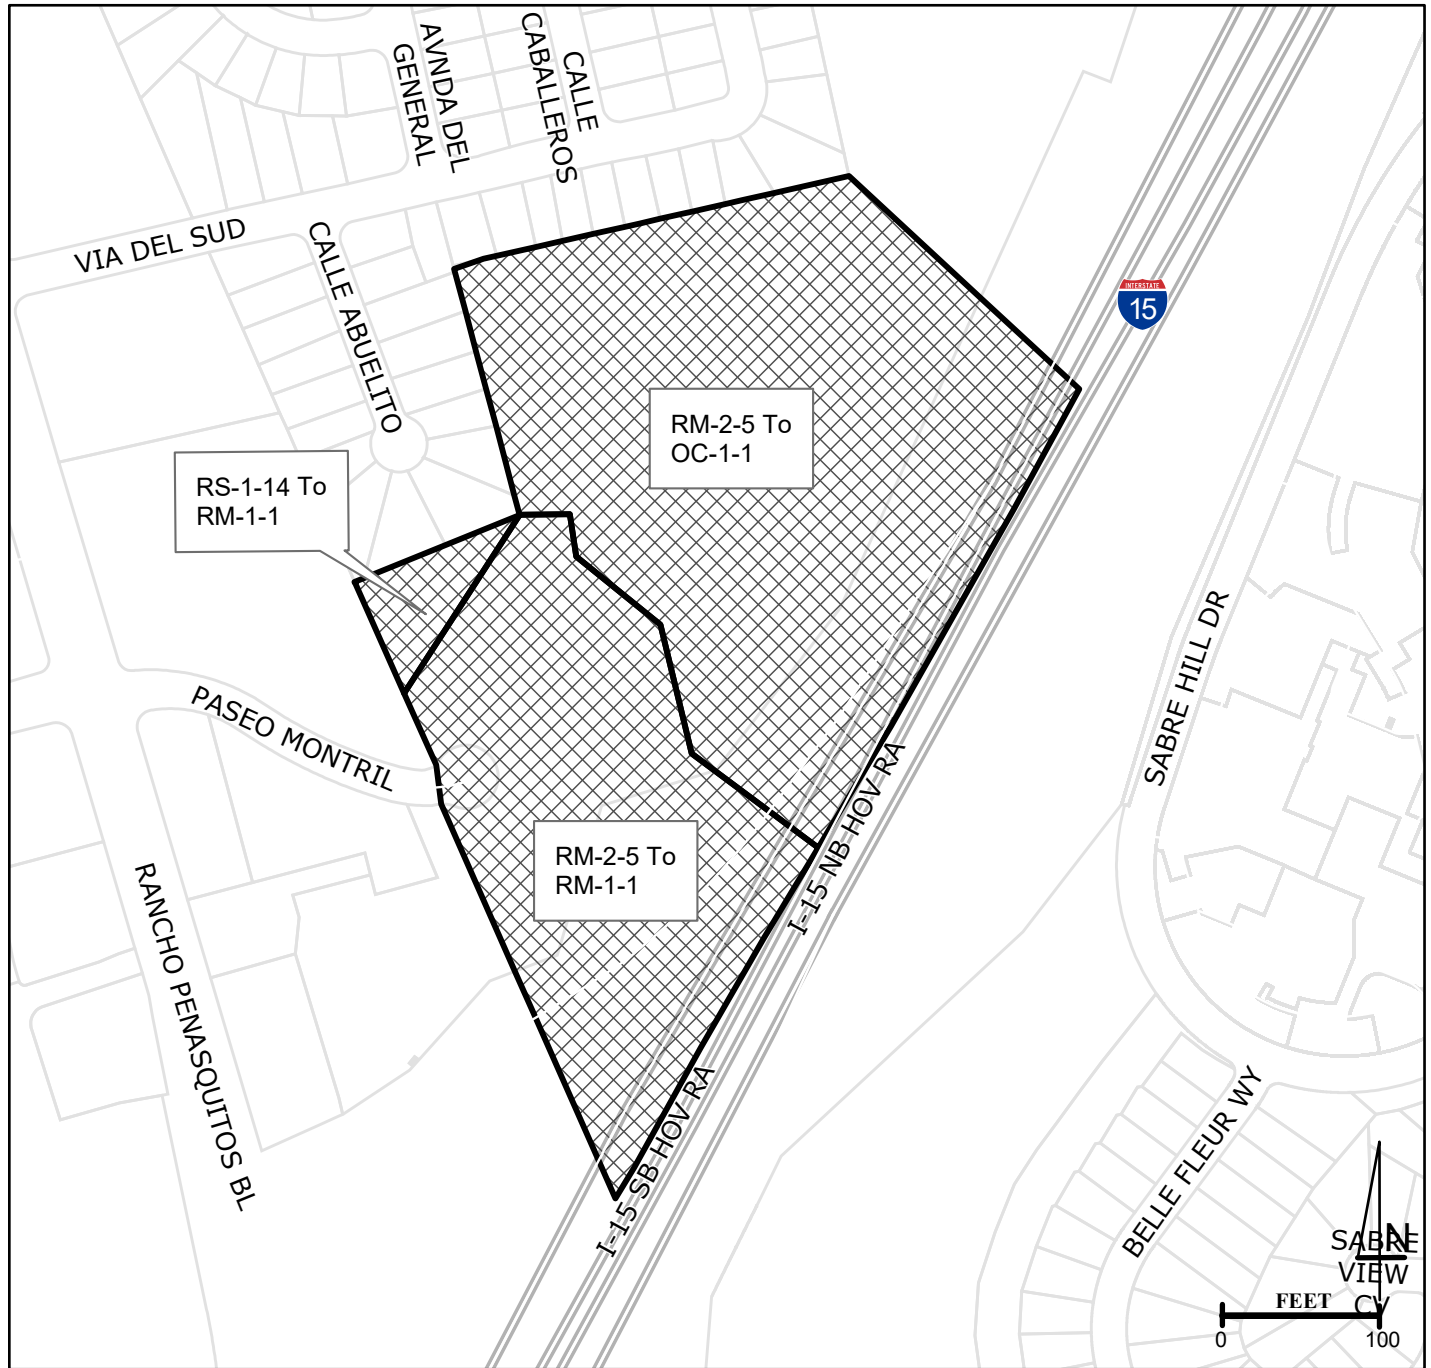 AVNDA DEL
GENERAL
CALLE
CABALLEROS
VIA DEL SUD
CALLE ABUELITO
INTERSTATE
15
RM-2-5 To
OC-1-1
RS-1-14 To
RM-1-1
SABRE HILL DR
PASEO MONTRIL
I-15 NB HOV RA
RM-2-5 To
RM-1-1
RANCHO PENASQUITOS BL
I-15 SB HOV RA
BELLE FLEUR WY
N
SABRE
VIEW
CV
FEET
0 100